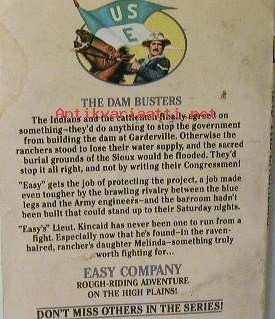 U S
E
THE DAM BUSTERS
The Indians and the cattlemen finally agreed on
something—they'd do anything to stop the government
from building the dam at Garderville. Otherwise the
ranchers stood to lose their water supply, and the sacred
burial grounds of the Sioux would be flooded. They'd
stop it all right, and not by writing their Congressmen!
"Easy" gets the job of protecting the project, a job made
even tougher by the brawling rivalry between the blue
legs and the Army engineers—and the barroom hadn't
been built that could stand up to their Saturday nights.
"Easy's" Lieut. Kincaid has never been one to run from a
fight. Especially now that he's found—in the raven-
haired, rancher's daughter Melinda—something truly
worth fighting for...
EASY COMPANY
ROUGH-RIDING ADVENTURE
ON THE HIGH PLAINS!
DON'T MISS OTHERS IN THE SERIES!